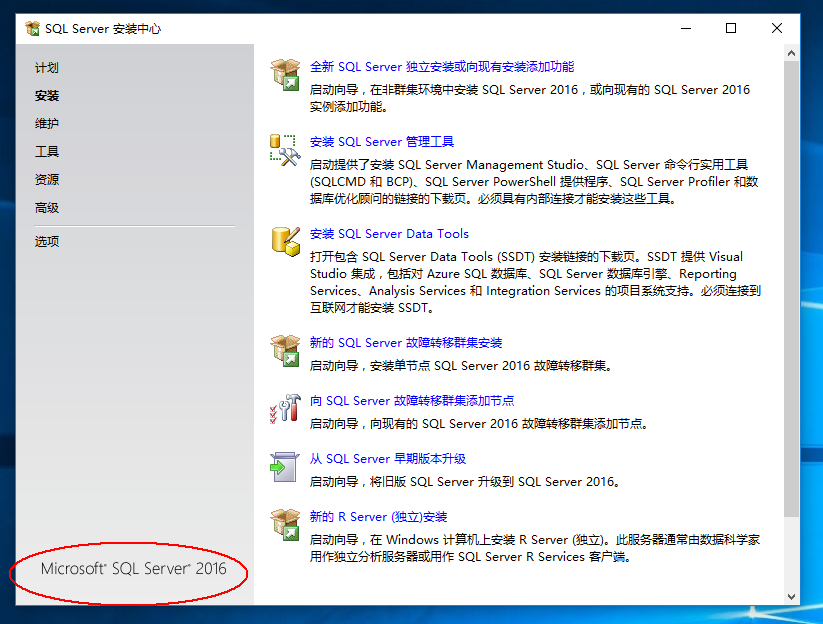 SQL Server 安装中心
计划
安装
维护
工具
资源
高级
选项
全新 SQL Server 独立安装或向现有安装添加功能
启动向导，在非群集环境中安装 SQL Server 2016，或向现有的 SQL Server 2016
实例添加功能。
安装 SQL Server 管理工具
启动提供了安装 SQL Server Management Studio、SQL Server 命令行实用工具
(SQLCMD 和 BCP)、SQL Server PowerShell 提供程序、SQL Server Profiler 和数
据库优化顾问的链接的下载页。必须具有内部连接才能安装这些工具。
安装 SQL Server Data Tools
打开包含 SQL Server Data Tools (SSDT) 安装链接的下载页。SSDT 提供 Visual
Studio 集成，包括对 Azure SQL 数据库、SQL Server 数据库引擎、Reporting
Services、Analysis Services 和 Integration Services 的项目系统支持。必须连接到
互联网才能安装 SSDT。
新的 SQL Server 故障转移群集安装
启动向导，安装单节点 SQL Server 2016 故障转移群集。
向 SQL Server 故障转移群集添加节点
启动向导，向现有的 SQL Server 2016 故障转移群集添加节点。
从 SQL Server 早期版本升级
启动向导，将旧版 SQL Server 升级到 SQL Server 2016。
新的 R Server (独立)安装
启动向导，在 Windows 计算机上安装 R Server (独立)。此服务器通常由数据科学家
用作独立分析服务器或用作 SQL Server R Services 客户端。
Microsoft® SQL Server® 2016